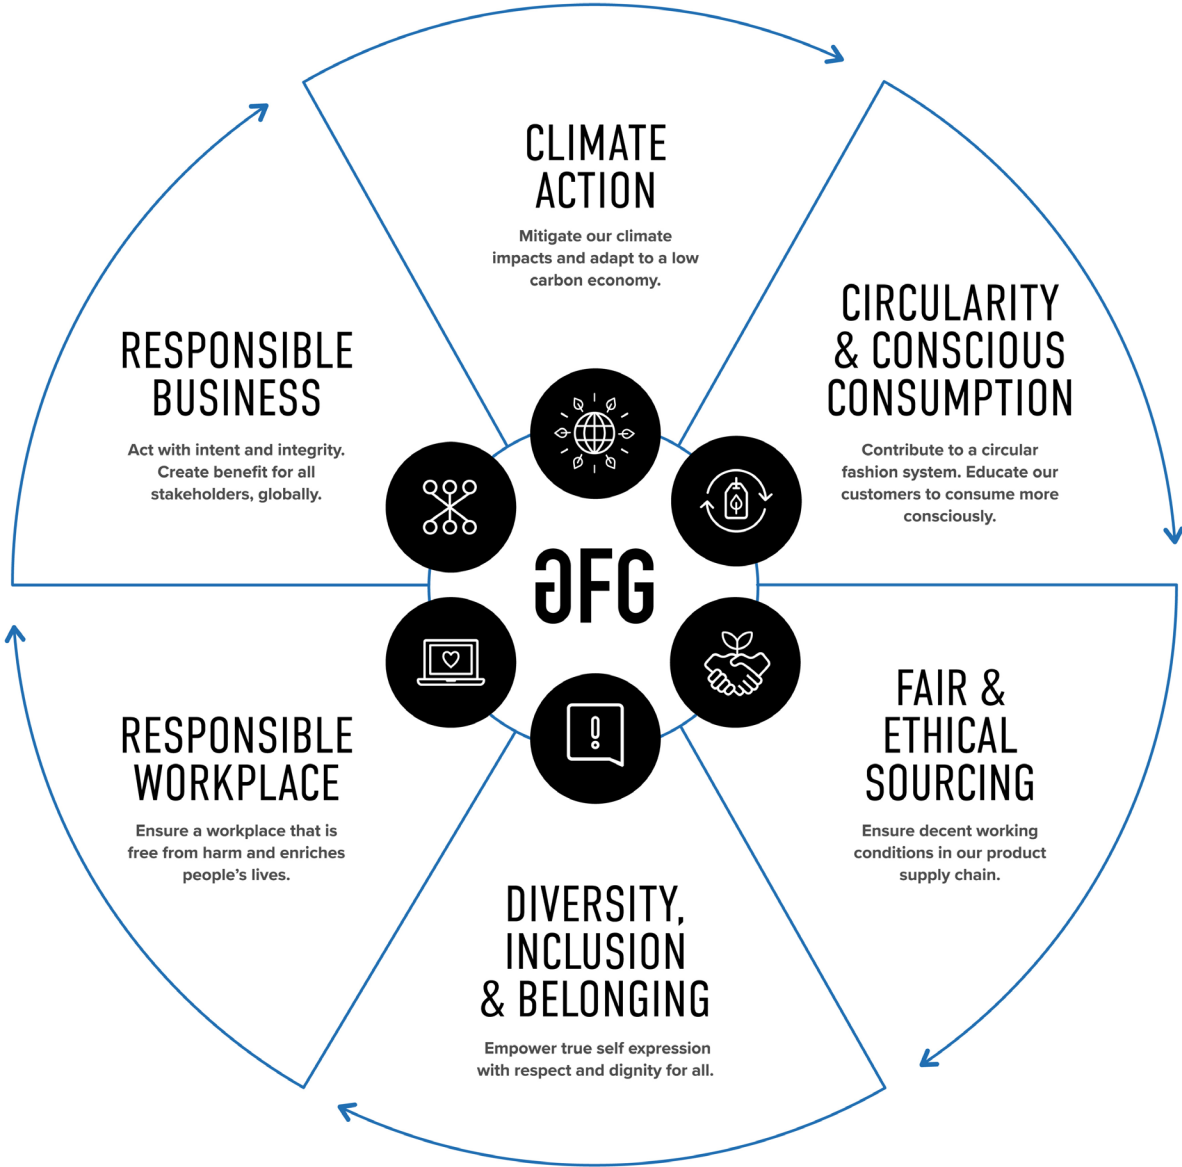 CLIMATE
ACTION
Mitigate our climate
impacts and adapt to a low
carbon economy.
CIRCULARITY
& CONSCIOUS
CONSUMPTION
Contribute to a circular
fashion system. Educate our
customers to consume more
consciously.
FAIR &
ETHICAL
SOURCING
Ensure decent working
conditions in our product
supply chain.
DIVERSITY,
INCLUSION
& BELONGING
Empower true self expression
with respect and dignity for all.
RESPONSIBLE
WORKPLACE
Ensure a workplace that is
free from harm and enriches
people’s lives.
RESPONSIBLE
BUSINESS
Act with intent and integrity.
Create benefit for all
stakeholders, globally.
GFG